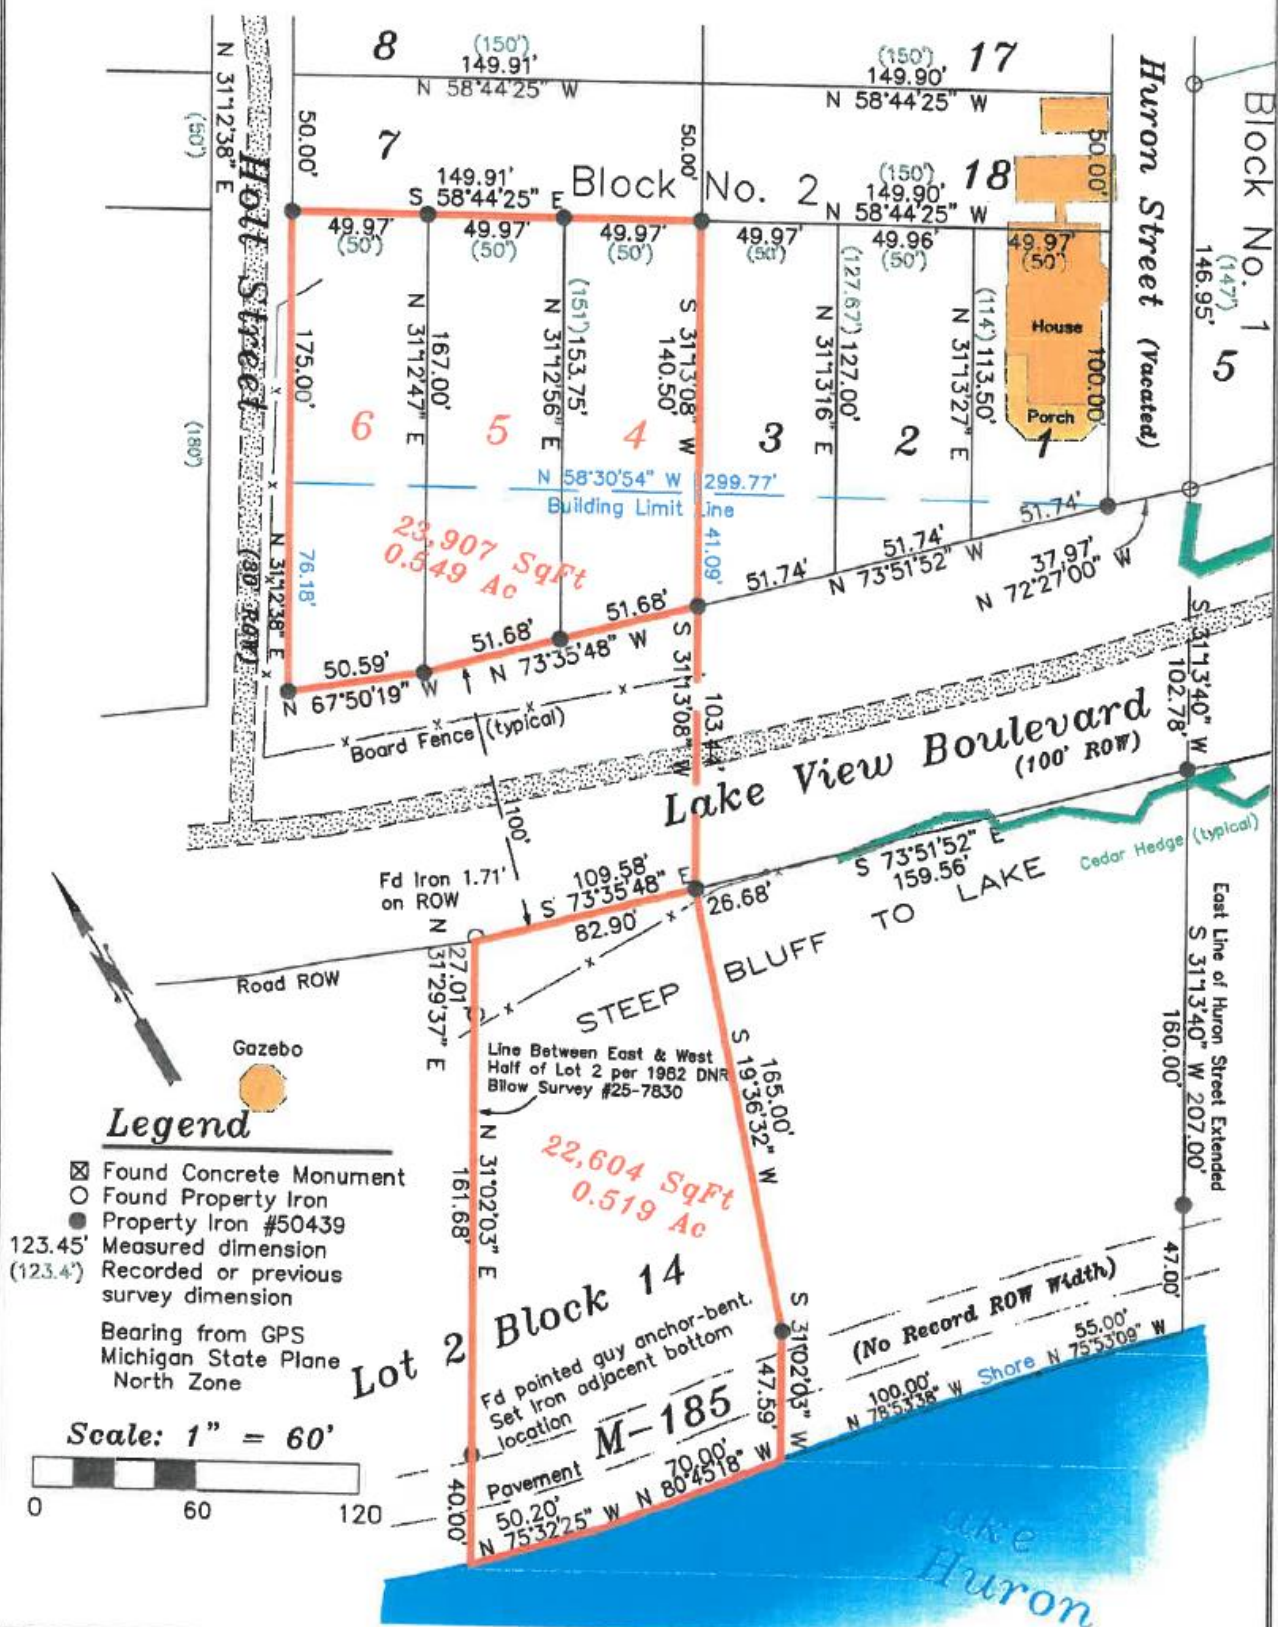 8
(150')
149.91'
N 58°44'25" W
(150')
149.90'
N 58°44'25" W
17
Huron Street (Vacated)
Block No. 1
(147')
146.95'
5
N 31°12'38" E
(50')
(180')
Holt Street
(80' ROW)
50.00'
7
149.91'
S 58°44'25" E
50.00'
Block No. 2
(150')
149.90'
N 58°44'25" W
18
50.00'
49.97'
(50')
49.97'
(50')
49.97'
(50')
49.97'
(50')
49.96'
(50')
49.97'
(50')
175.00'
N 31°12'47" E
167.00'
N 31°12'56" E
(151') 153.75'
S 31°13'08" W
140.50'
N 31°13'16" E
(127.67') 127.00'
N 31°13'27" E
(114') 113.50'
House
100.00'
Porch
6
5
4
3
2
1
N 58°30'54" W 299.77'
Building Limit Line
23,907 SqFt
0.549 Ac
76.18'
N 31°12'38" E
41.09'
51.74'
51.74'
51.74'
N 73°51'52" W
37.97'
N 72°27'00" W
50.59'
N 67°50'19" W
51.68'
51.68'
N 73°35'48" W
S 31°13'08" W
S 31°13'40" W
102.78'
Board Fence (typical)
100'
Lake View Boulevard
(100' ROW)
Cedar Hedge (typical)
S 73°51'52" E
159.56'
Fd Iron 1.71'
on ROW
109.58'
S 73°35'48" E
82.90'
26.68'
STEEP BLUFF TO LAKE
Road ROW
N 31°29'37" E
27.01'
East Line of Huron Street Extended
S 31°13'40" W 207.00'
160.00'
47.00'
Gazebo
Line Between East & West
Half of Lot 2 per 1982 DNR
Bilow Survey #25-7830
165.00'
S 19°36'32" W
N 31°02'03" E
161.68'
22,604 SqFt
0.519 Ac
Legend
Found Concrete Monument
Found Property Iron
Property Iron #50439
123.45' Measured dimension
(123.4') Recorded or previous
survey dimension
Bearing from GPS
Michigan State Plane
North Zone
Scale: 1" = 60'
0 60 120
Lot 2 Block 14
Fd pointed guy anchor-bent.
Set Iron adjacent bottom
location
S 31°02'03" W
47.59'
M-185
(No Record ROW Width)
Pavement
40.00'
50.20'
N 75°32'25" W
70.00'
N 80°45'18" W
100.00'
N 78°53'38" W
Shore
55.00'
N 75°53'09" W
Huron